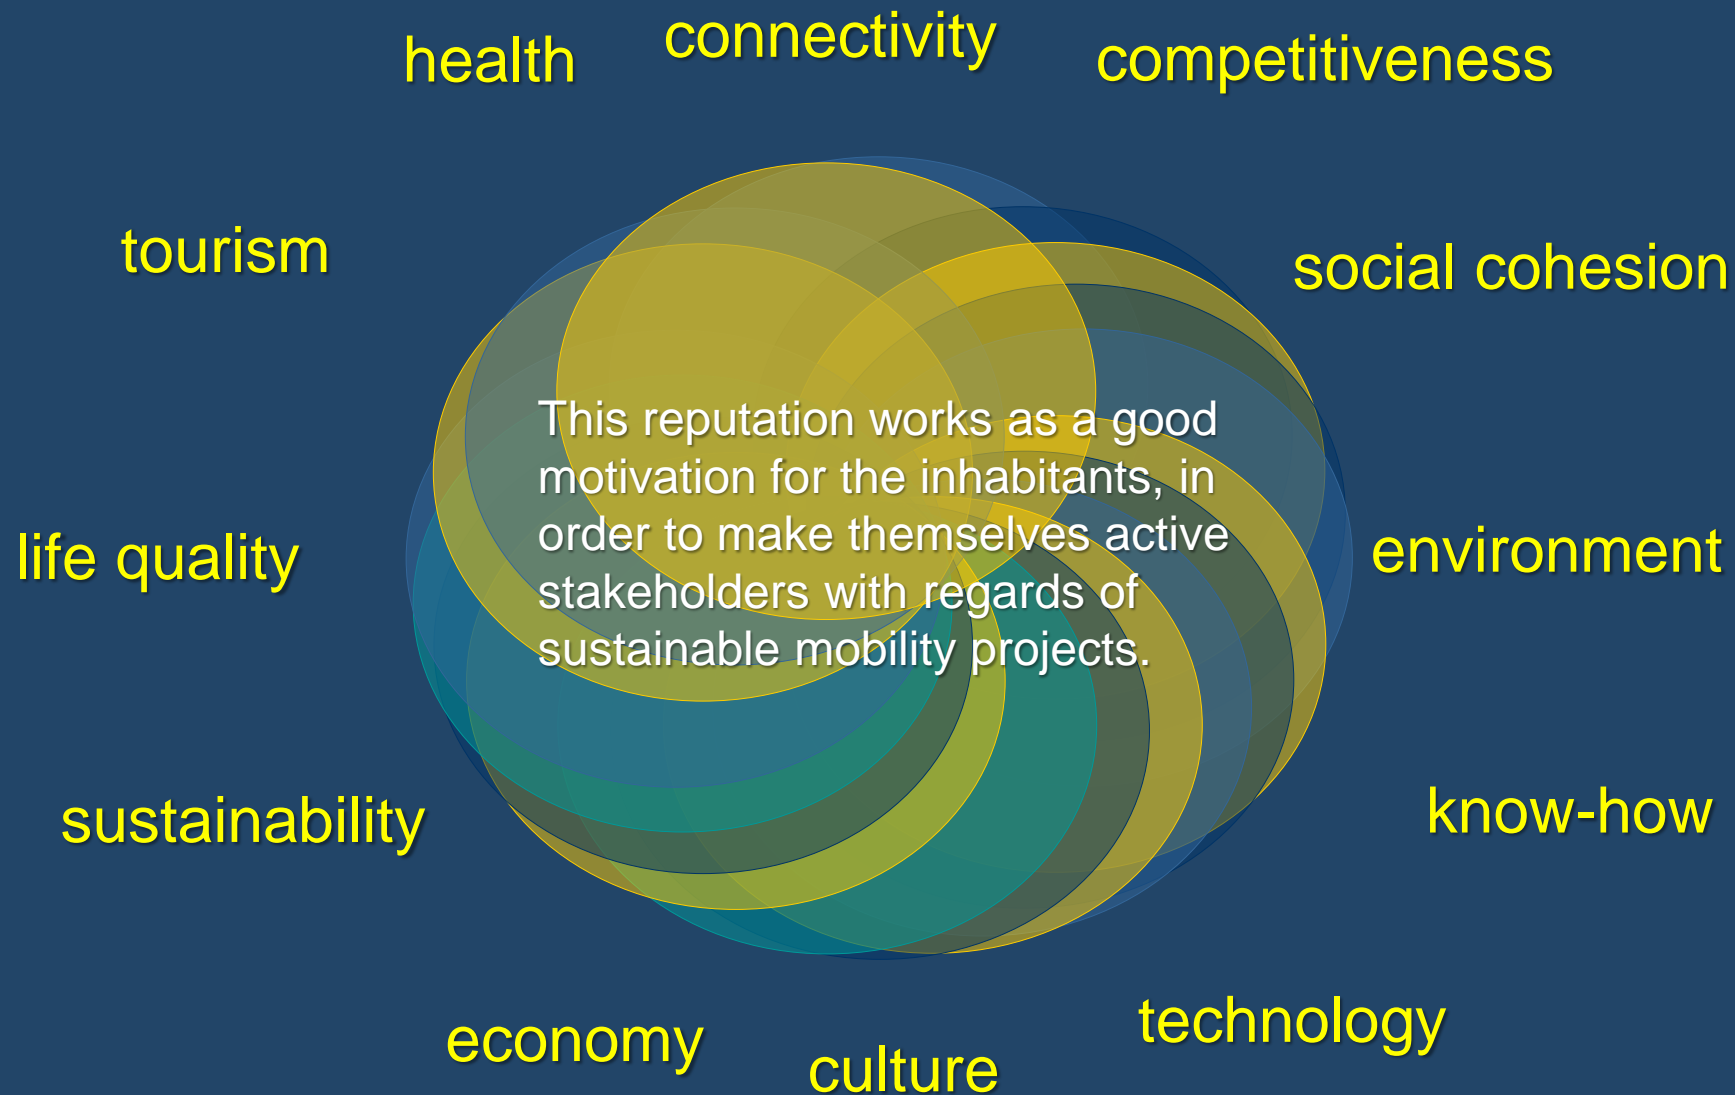 health
connectivity
competitiveness
tourism
social cohesion
This reputation works as a good
motivation for the inhabitants, in
order to make themselves active
stakeholders with regards of
sustainable mobility projects.
life quality
environment
sustainability
know-how
economy
culture
technology